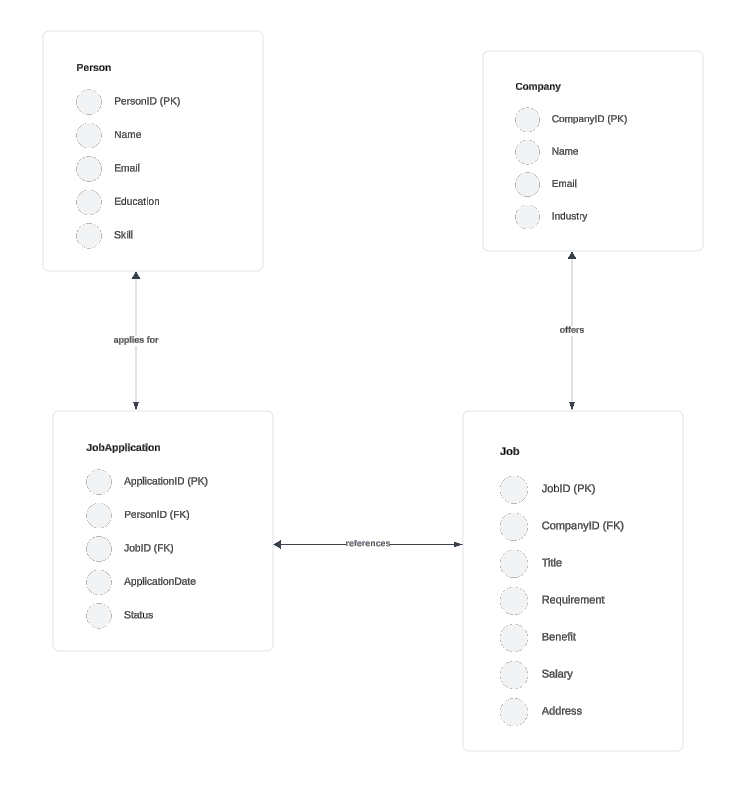 Person
PersonID (PK)
Name
Email
Education
Skill
Company
CompanyID (PK)
Name
Email
Industry
applies for
offers
JobApplication
ApplicationID (PK)
PersonID (FK)
JobID (FK)
ApplicationDate
Status
references
Job
JobID (PK)
CompanyID (FK)
Title
Requirement
Benefit
Salary
Address